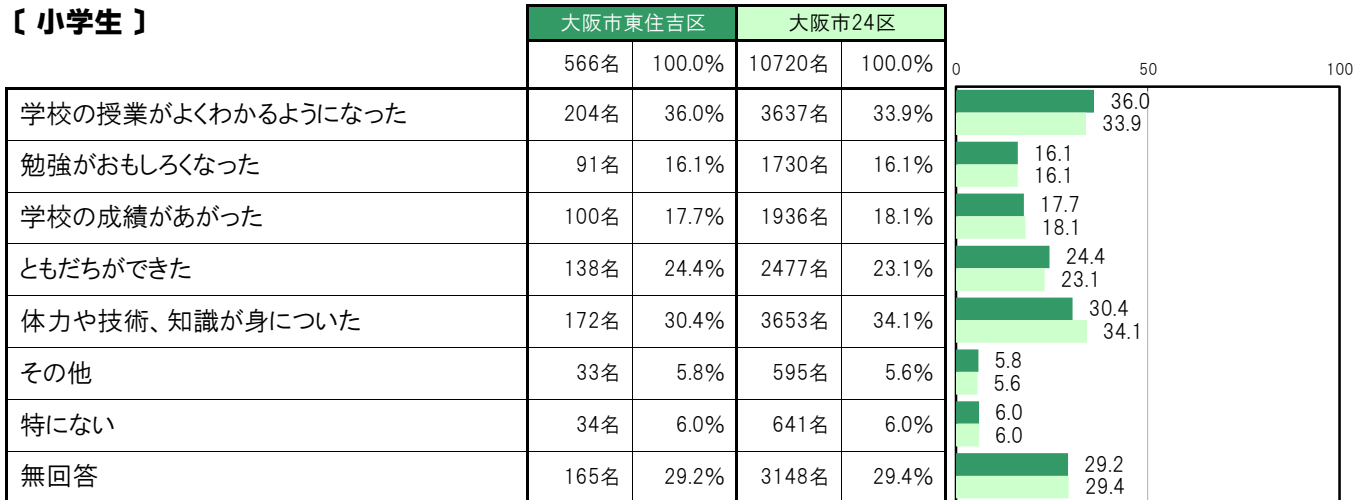 〔 小学生 〕
大阪市東住吉区 大阪市24区
566名 100.0% 10720名 100.0%
0 50 100
学校の授業がよくわかるようになった 204名 36.0% 3637名 33.9%
36.0
33.9
勉強がおもしろくなった 91名 16.1% 1730名 16.1%
16.1
16.1
学校の成績があがった 100名 17.7% 1936名 18.1%
17.7
18.1
ともだちができた 138名 24.4% 2477名 23.1%
24.4
23.1
体力や技術、知識が身についた 172名 30.4% 3653名 34.1%
30.4
34.1
その他 33名 5.8% 595名 5.6%
5.8
5.6
特にない 34名 6.0% 641名 6.0%
6.0
6.0
無回答 165名 29.2% 3148名 29.4%
29.2
29.4